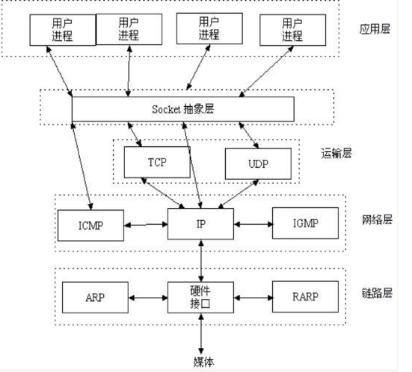 用户 用户 用户 用户 应用层
进程 进程 进程 进程
Socket 抽象层
TCP UDP 运输层
ICMP IP IGMP 网络层
ARP 硬件 RARP 链路层
接口
媒体